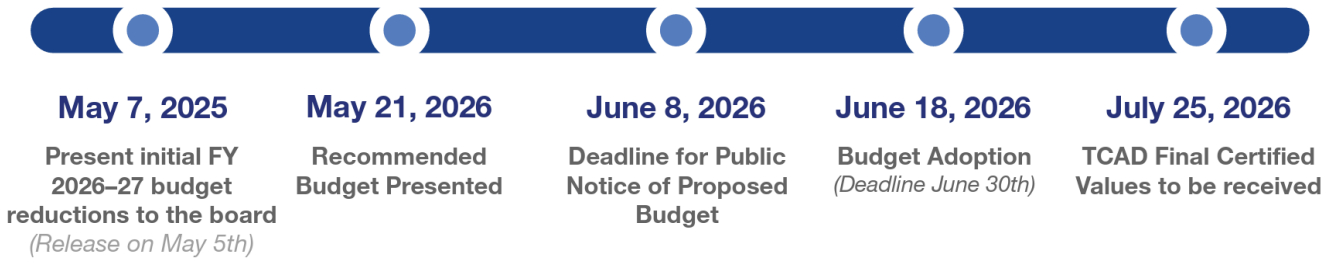 May 7, 2025
Present initial FY
2026–27 budget
reductions to the board
(Release on May 5th)
May 21, 2026
Recommended
Budget Presented
June 8, 2026
Deadline for Public
Notice of Proposed
Budget
June 18, 2026
Budget Adoption
(Deadline June 30th)
July 25, 2026
TCAD Final Certified
Values to be received